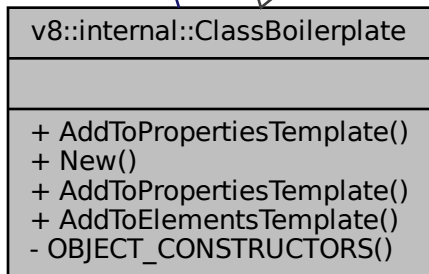 v8::internal::ClassBoilerplate
+ AddToPropertiesTemplate()
+ New()
+ AddToPropertiesTemplate()
+ AddToElementsTemplate()
- OBJECT_CONSTRUCTORS()